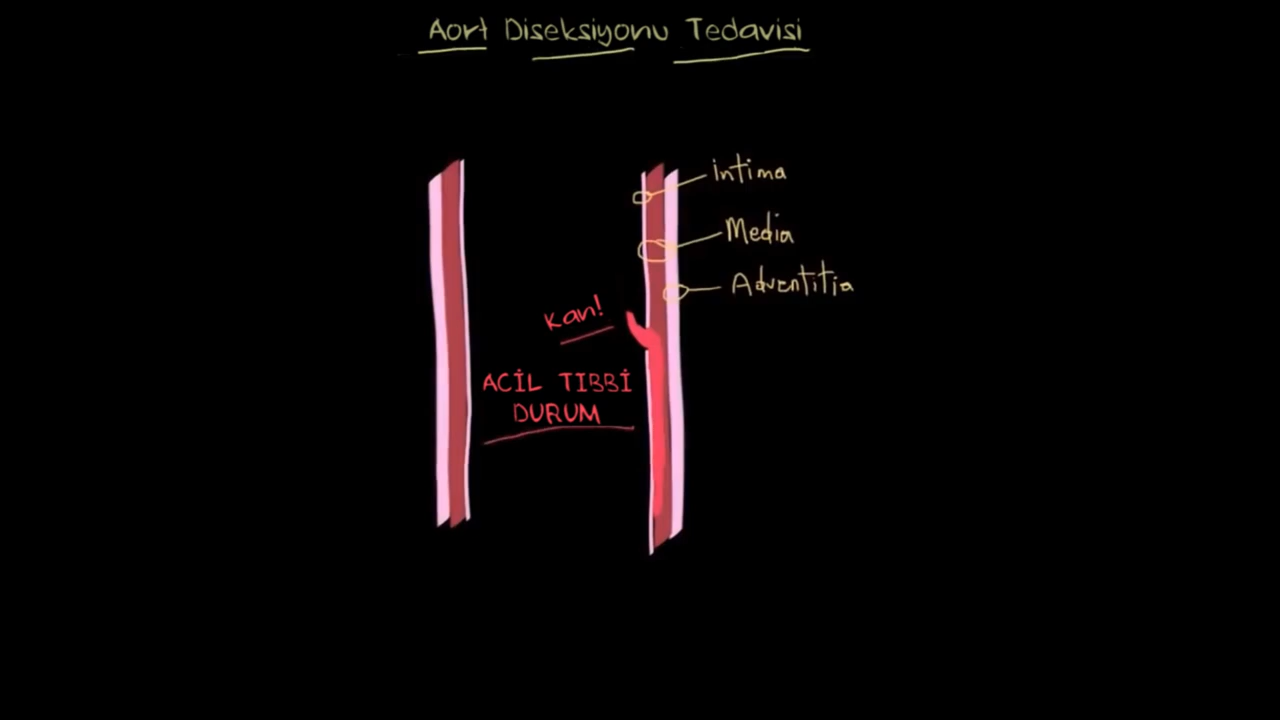 Aort Diseksiyonu Tedavisi
İntima
Media
Adventitia
Kan!
ACİL TIBBİ
DURUM